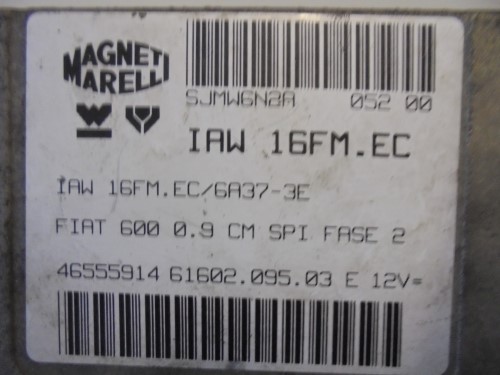 MAGNETI
MARELLI
SJMW6N2A 052 00
IAW 16FM.EC
IAW 16FM.EC/6A37-3E
FIAT 600 0.9 CM SPI FASE 2
46555914 61602.095.03 E 12V=